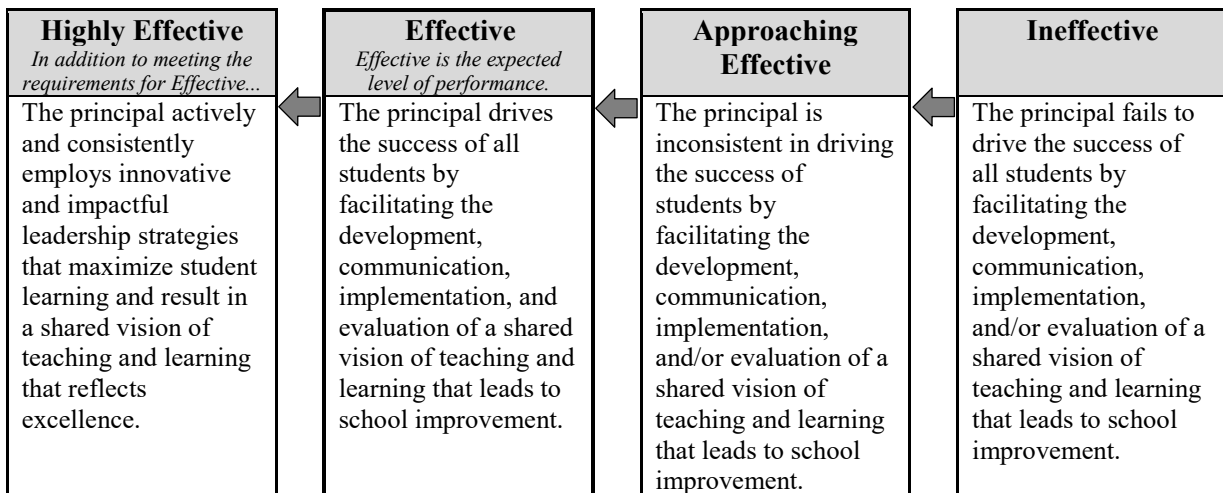 Highly Effective
In addition to meeting the
requirements for Effective...
The principal actively
and consistently
employs innovative
and impactful
leadership strategies
that maximize student
learning and result in
a shared vision of
teaching and learning
that reflects
excellence.
Effective
Effective is the expected
level of performance.
The principal drives
the success of all
students by
facilitating the
development,
communication,
implementation, and
evaluation of a shared
vision of teaching and
learning that leads to
school improvement.
Approaching
Effective
The principal is
inconsistent in driving
the success of
students by
facilitating the
development,
communication,
implementation,
and/or evaluation of a
shared vision of
teaching and learning
that leads to school
improvement.
Ineffective
The principal fails to
drive the success of
all students by
facilitating the
development,
communication,
implementation,
and/or evaluation of a
shared vision of
teaching and learning
that leads to school
improvement.